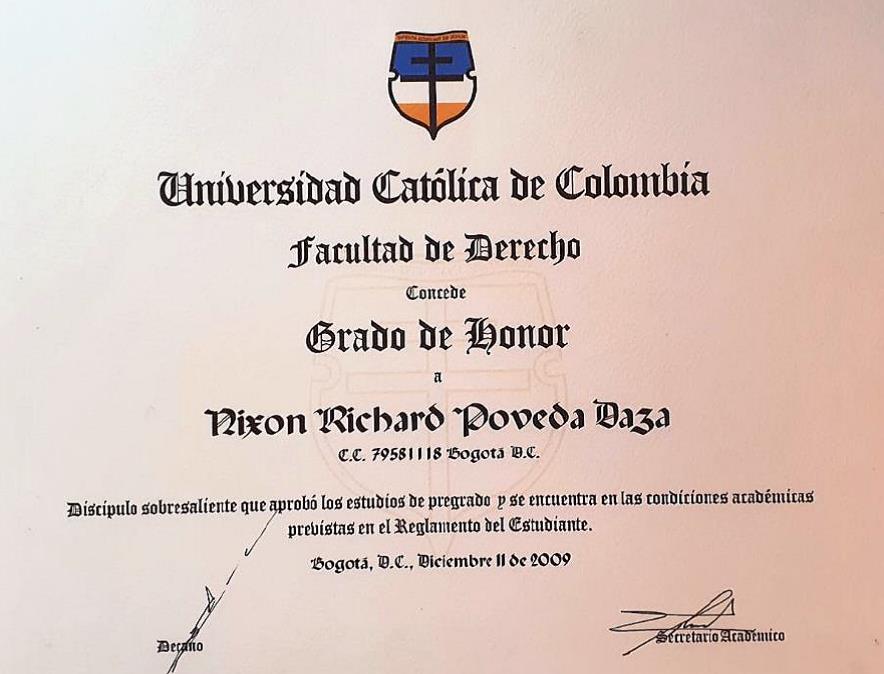 Universidad Católica de Colombia
Facultad de Derecho
Concede
Grado de Honor
a
Nixon Richard Poveda Daza
C.C. 79581118 Bogotá D.C.
Discípulo sobresaliente que aprobó los estudios de pregrado y se encuentra en las condiciones académicas
previstas en el Reglamento del Estudiante.
Bogotá, D.C., Diciembre 11 de 2009
Decano
Secretario Académico